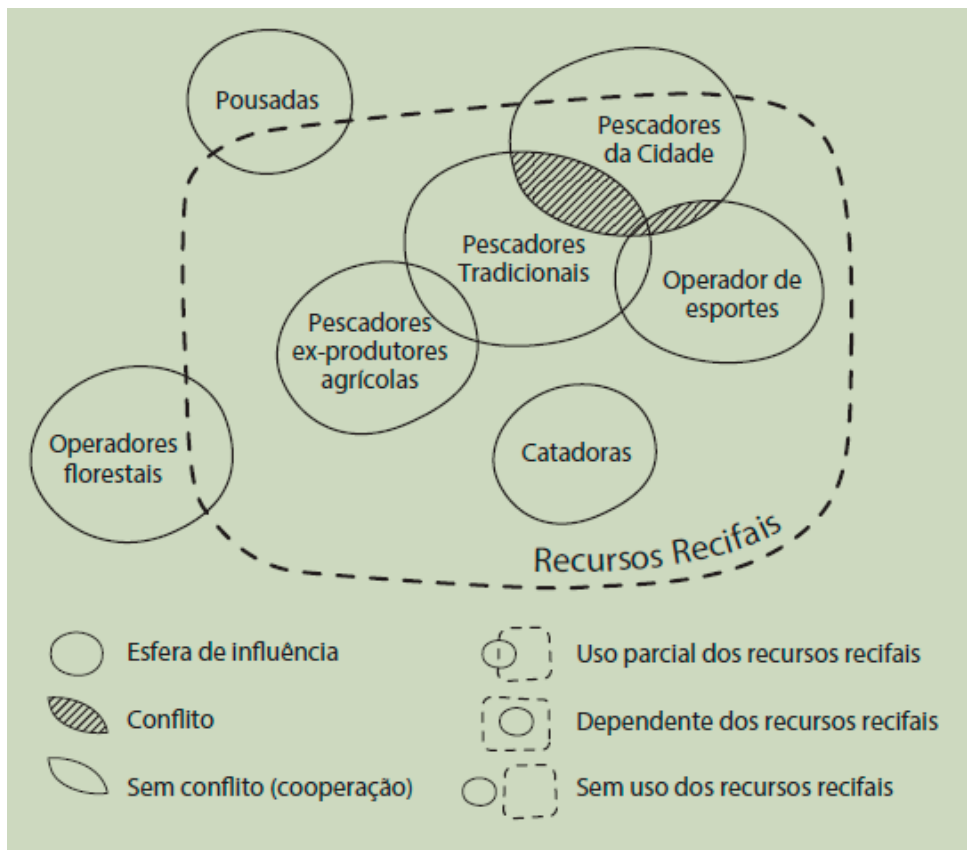 Pousadas
Pescadores
da Cidade
Pescadores
Tradicionais
Operador de
esportes
Pescadores
ex-produtores
agrícolas
Operadores
florestais
Catadoras
Recursos Recifais
Esfera de influência
Conflito
Sem conflito (cooperação)
Uso parcial dos recursos recifais
Dependente dos recursos recifais
Sem uso dos recursos recifais